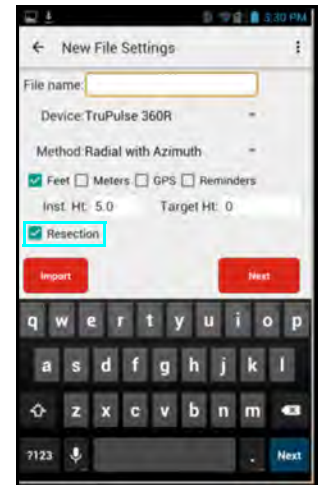 5:30 PM
New File Settings
File name:
Device: TruPulse 360R
Method: Radial with Azimuth
Feet Meters GPS Reminders
Inst. Ht: 5.0 Target Ht: 0
Resection
Import Next
q w e r t y u i o p
a s d f g h j k l
z x c v b n m
?123 . Next